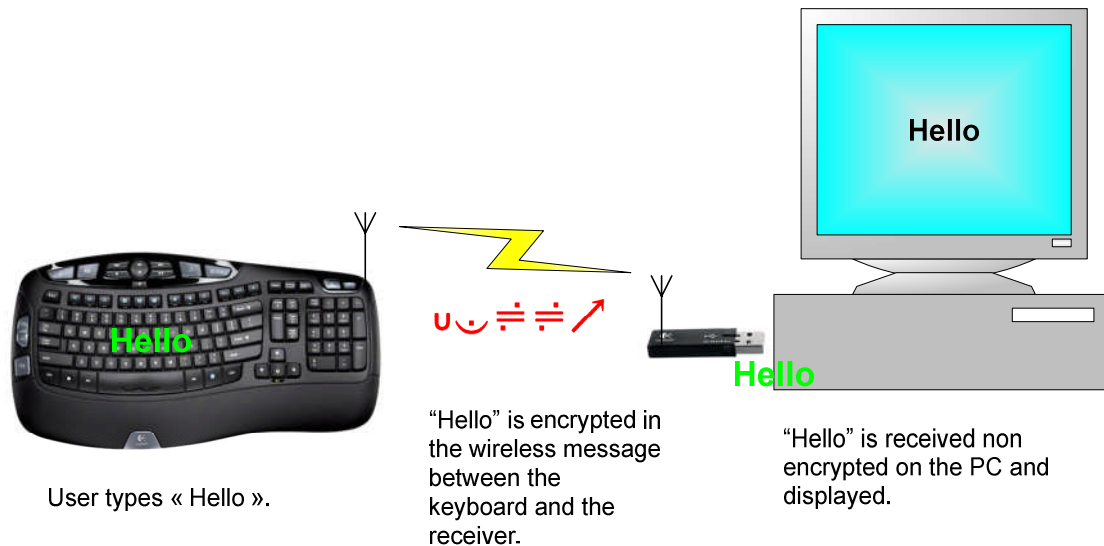 Hello
Hello
∪ ⨃ ≓ ≓ ↗
Hello
User types « Hello ».
“Hello” is encrypted in
the wireless message
between the
keyboard and the
receiver.
“Hello” is received non
encrypted on the PC and
displayed.